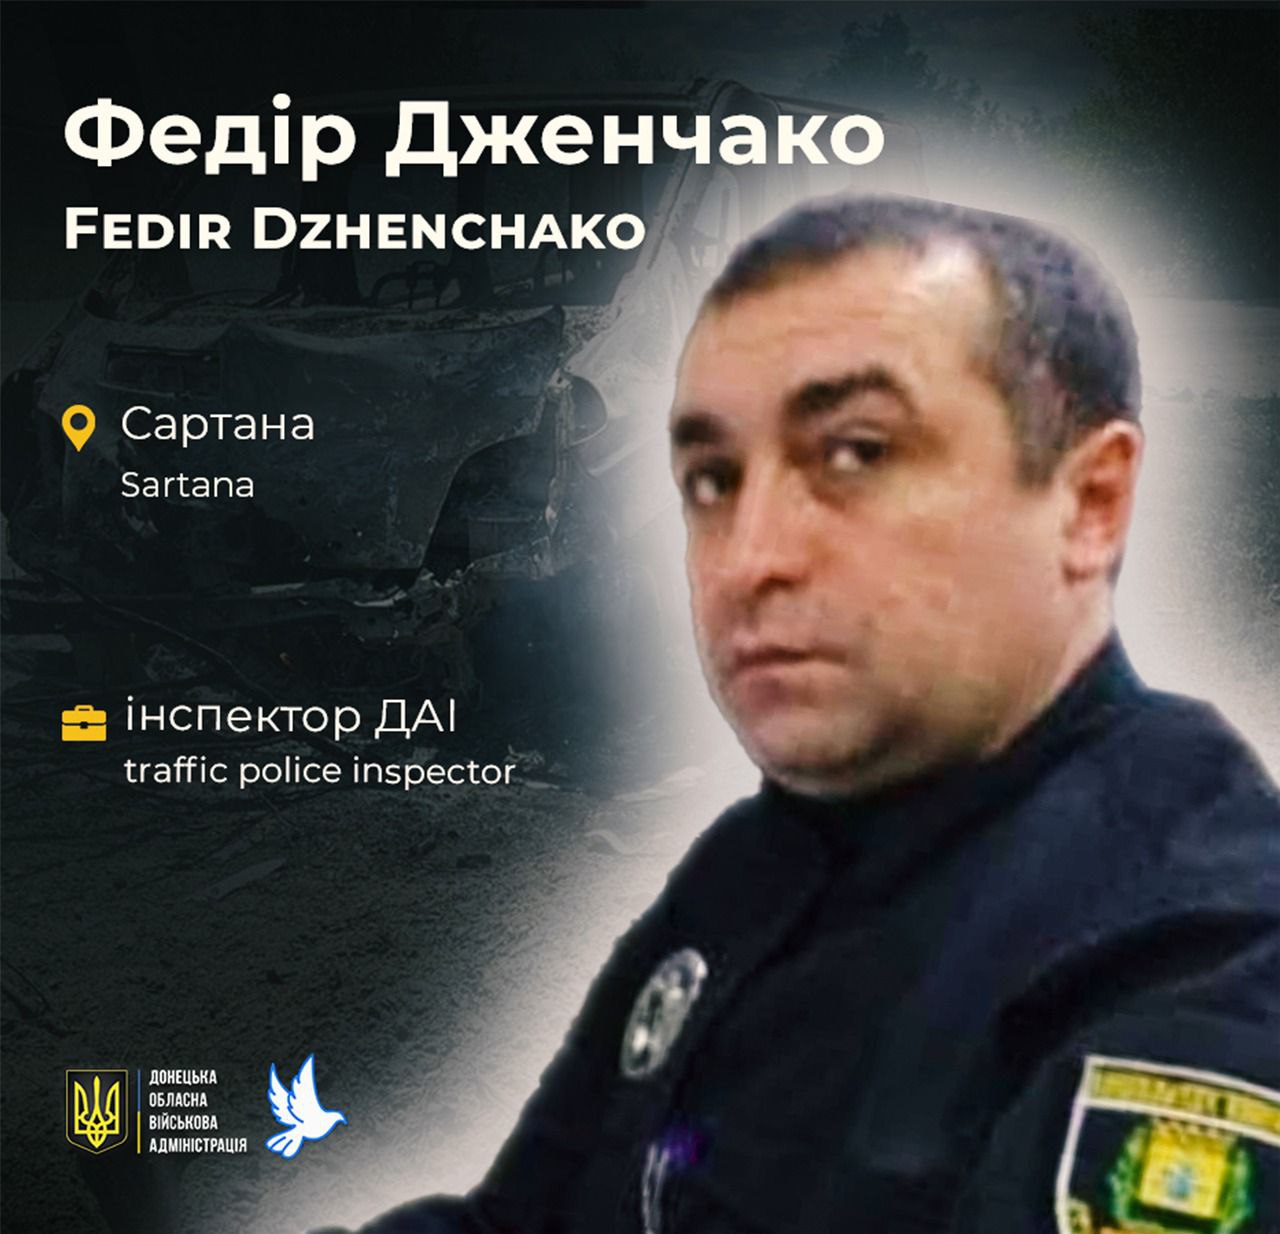 Федір Дженчако
Fedir Dzhenchako
Сартана
Sartana
інспектор ДАІ
traffic police inspector
ДОНЕЦЬКА
ОБЛАСНА
ВІЙСЬКОВА
АДМІНІСТРАЦІЯ